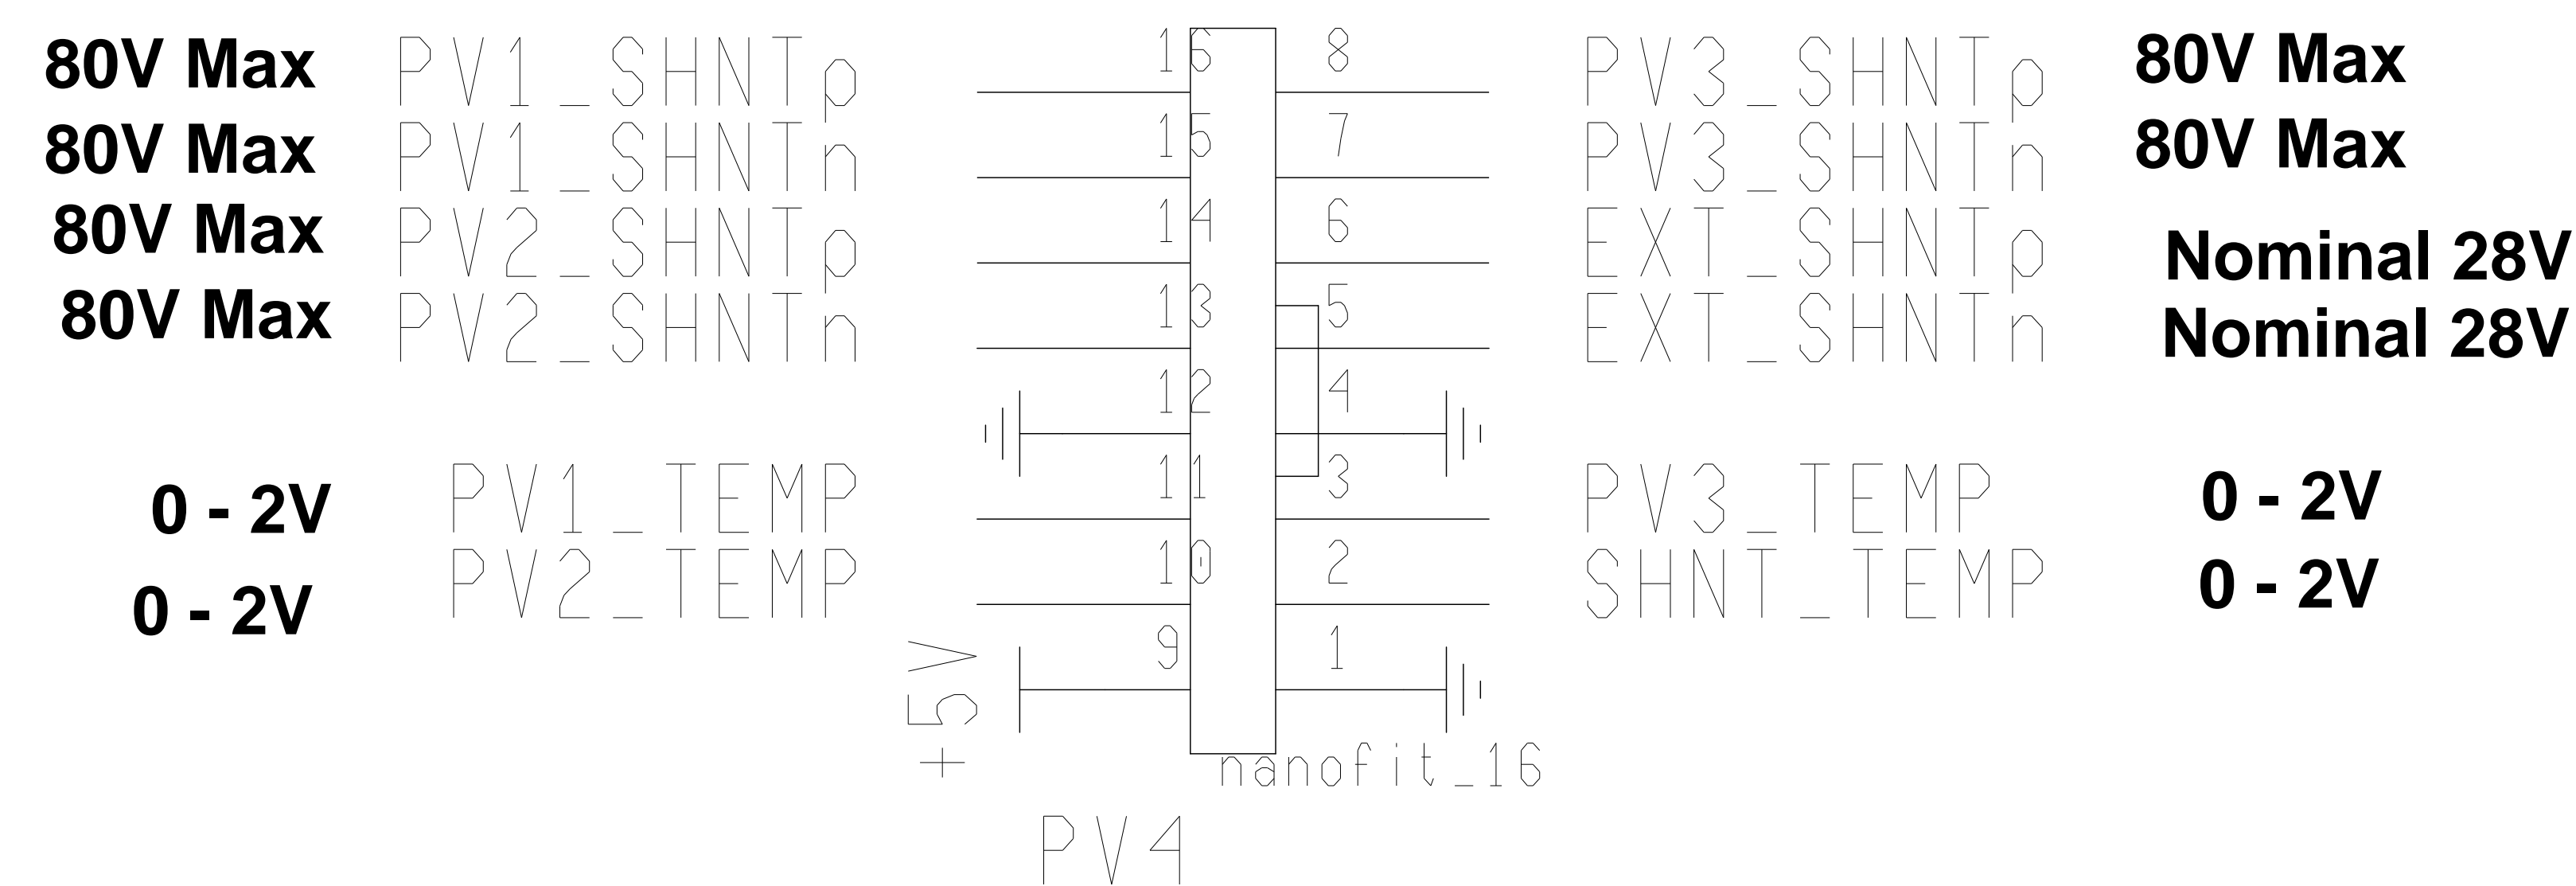 80V Max PV1_SHNTp 16 8 PV3_SHNTp 80V Max
80V Max PV1_SHNTn 15 7 PV3_SHNTn 80V Max
80V Max PV2_SHNTp 14 6 EXT_SHNTp Nominal 28V
80V Max PV2_SHNTn 13 5 EXT_SHNTn Nominal 28V
12 4
0 - 2V PV1_TEMP 11 3 PV3_TEMP 0 - 2V
0 - 2V PV2_TEMP 10 2 SHNT_TEMP 0 - 2V
+5V 9 1
nanofit_16
PV4